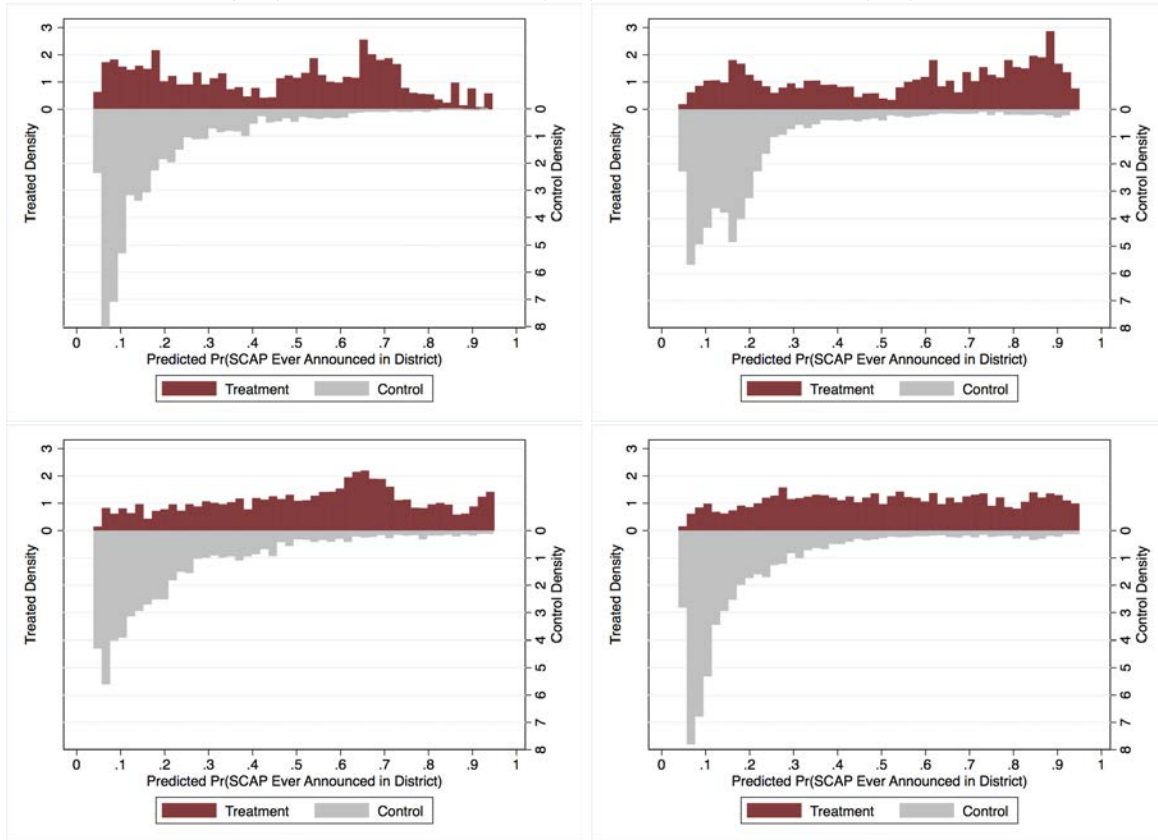 Treated Density
3
2
1
0
Control Density
0
1
2
3
4
5
6
7
8
0 .1 .2 .3 .4 .5 .6 .7 .8 .9 1
Predicted Pr(SCAP Ever Announced in District)
Treatment Control
Treated Density
3
2
1
0
Control Density
0
1
2
3
4
5
6
7
8
0 .1 .2 .3 .4 .5 .6 .7 .8 .9 1
Predicted Pr(SCAP Ever Announced in District)
Treatment Control
Treated Density
3
2
1
0
Control Density
0
1
2
3
4
5
6
7
8
0 .1 .2 .3 .4 .5 .6 .7 .8 .9 1
Predicted Pr(SCAP Ever Announced in District)
Treatment Control
Treated Density
3
2
1
0
Control Density
0
1
2
3
4
5
6
7
8
0 .1 .2 .3 .4 .5 .6 .7 .8 .9 1
Predicted Pr(SCAP Ever Announced in District)
Treatment Control